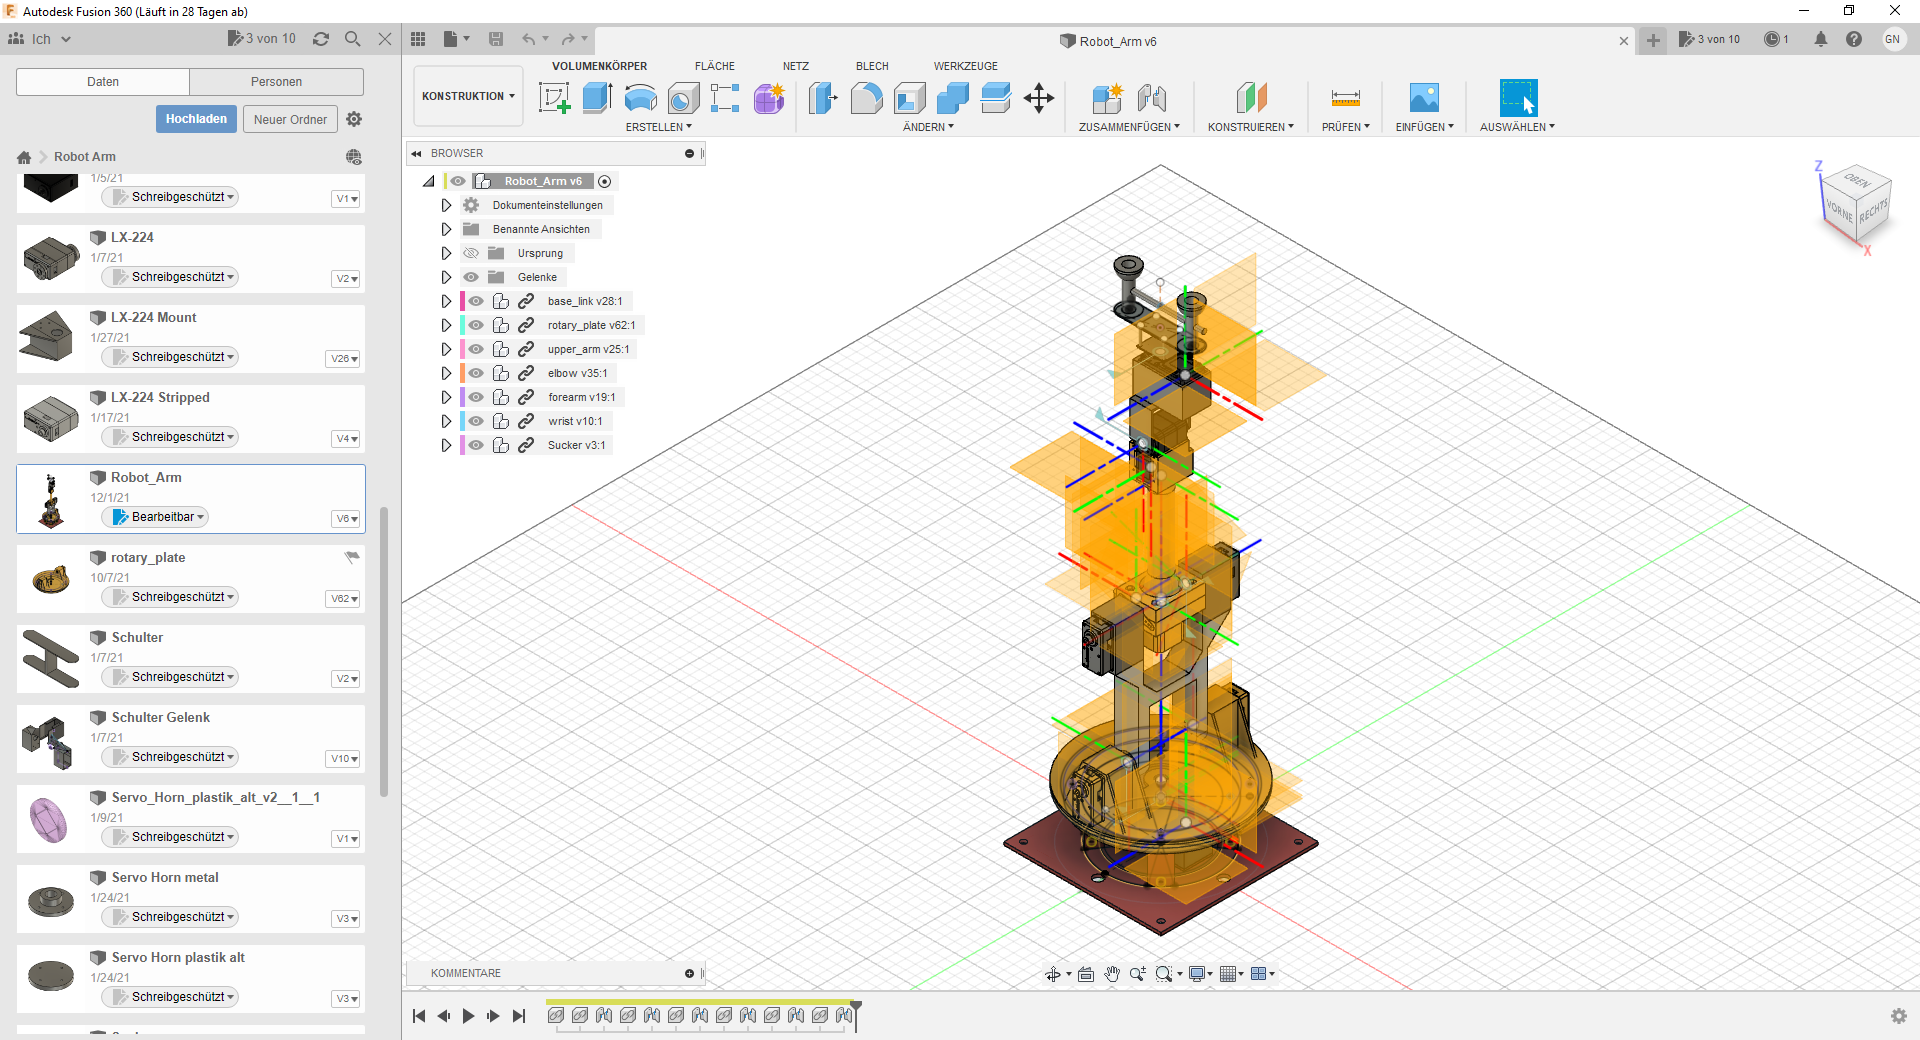 Autodesk Fusion 360 (Läuft in 28 Tagen ab)
Ich
3 von 10
Robot_Arm v6
3 von 10
1
GN
Daten
Personen
Hochladen
Neuer Ordner
Robot Arm
1/5/21
Schreibgeschützt
V1
LX-224
1/7/21
Schreibgeschützt
V2
LX-224 Mount
1/27/21
Schreibgeschützt
V26
LX-224 Stripped
1/17/21
Schreibgeschützt
V4
Robot_Arm
12/1/21
Bearbeitbar
V6
rotary_plate
10/7/21
Schreibgeschützt
V62
Schulter
1/7/21
Schreibgeschützt
V2
Schulter Gelenk
1/7/21
Schreibgeschützt
V10
Servo_Horn_plastik_alt_v2__1__1
1/9/21
Schreibgeschützt
V1
Servo Horn metal
1/24/21
Schreibgeschützt
V3
Servo Horn plastik alt
1/24/21
Schreibgeschützt
V3
KONSTRUKTION
VOLUMENKÖRPER
FLÄCHE
NETZ
BLECH
WERKZEUGE
ERSTELLEN
ÄNDERN
ZUSAMMENFÜGEN
KONSTRUIEREN
PRÜFEN
EINFÜGEN
AUSWÄHLEN
BROWSER
Robot_Arm v6
Dokumenteinstellungen
Benannte Ansichten
Ursprung
Gelenke
base_link v28:1
rotary_plate v62:1
upper_arm v25:1
elbow v35:1
forearm v19:1
wrist v10:1
Sucker v3:1
Z
OBEN
VORNE
RECHTS
X
KOMMENTARE